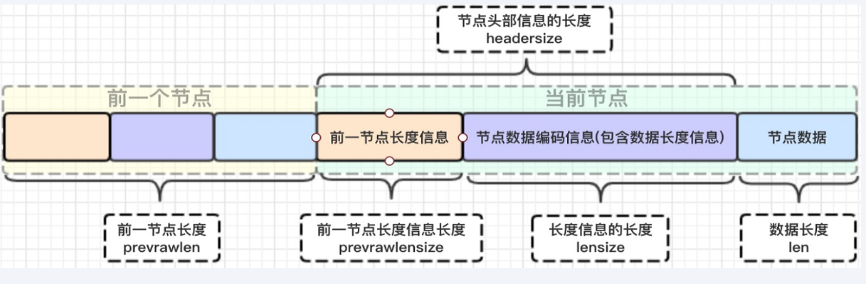 节点头部信息的长度
headersize
前一个节点
当前节点
前一节点长度信息
节点数据编码信息(包含数据长度信息)
节点数据
前一节点长度
prevrawlen
前一节点长度信息长度
prevrawlensize
长度信息的长度
lensize
数据长度
len